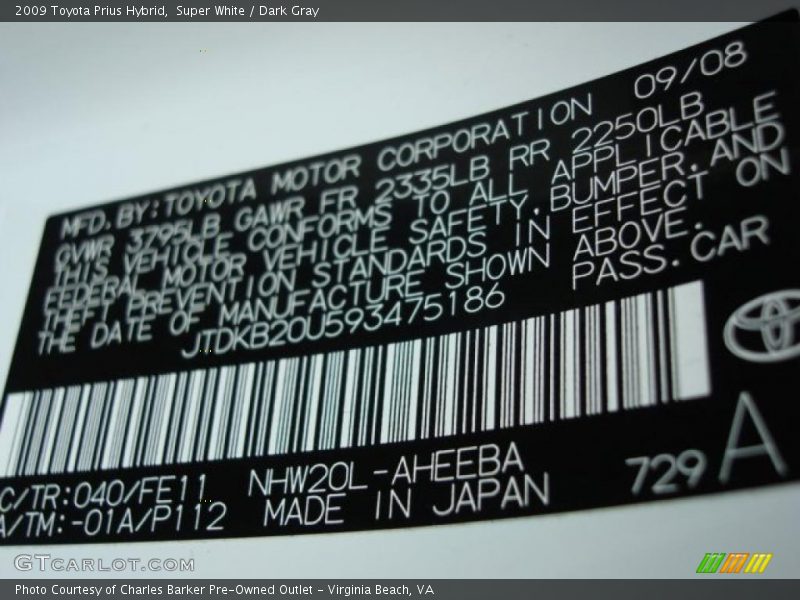 2009 Toyota Prius Hybrid, Super White / Dark Gray
MFD.BY:TOYOTA MOTOR CORPORATION 09/08
GVWR 3795LB GAWR FR 2335LB RR 2250LB
THIS VEHICLE CONFORMS TO ALL APPLICABLE
FEDERAL MOTOR VEHICLE SAFETY,BUMPER,AND
THEFT PREVENTION STANDARDS IN EFFECT ON
THE DATE OF MANUFACTURE SHOWN ABOVE.
JTDKB20U593475186 PASS.CAR
C/TR:040/FE11 NHW20L-AHEEBA 729 A
A/TM:-01A/P112 MADE IN JAPAN
GTCARLOT.COM
Photo Courtesy of Charles Barker Pre-Owned Outlet - Virginia Beach, VA